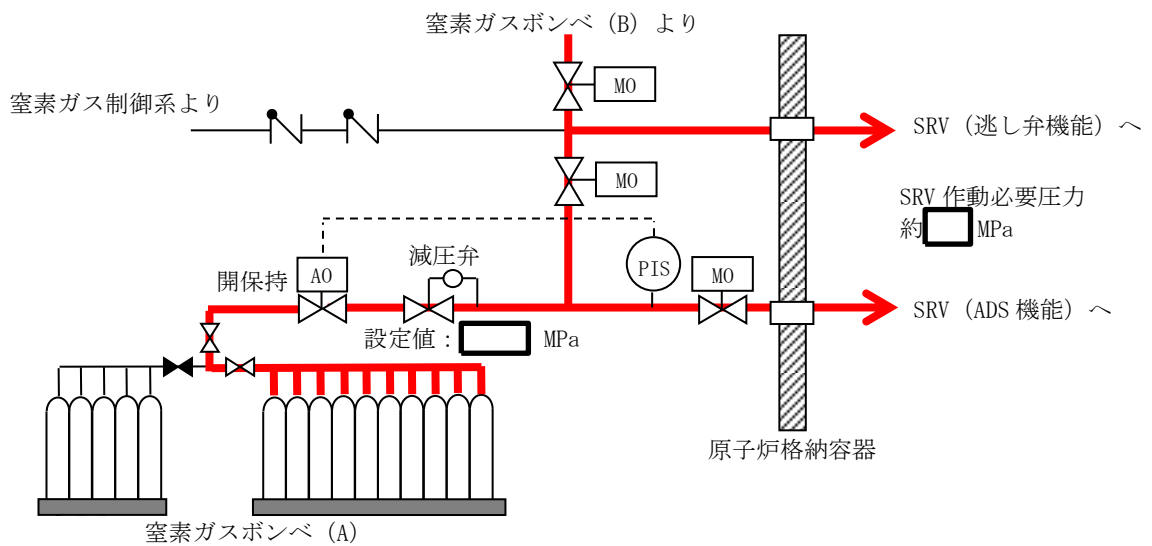 窒素ガスボンベ（B）より
MO
窒素ガス制御系より
SRV（逃し弁機能）へ
MO
SRV 作動必要圧力
約 MPa
減圧弁
開保持
AO
PIS
MO
SRV（ADS 機能）へ
設定値： MPa
原子炉格納容器
窒素ガスボンベ（A）